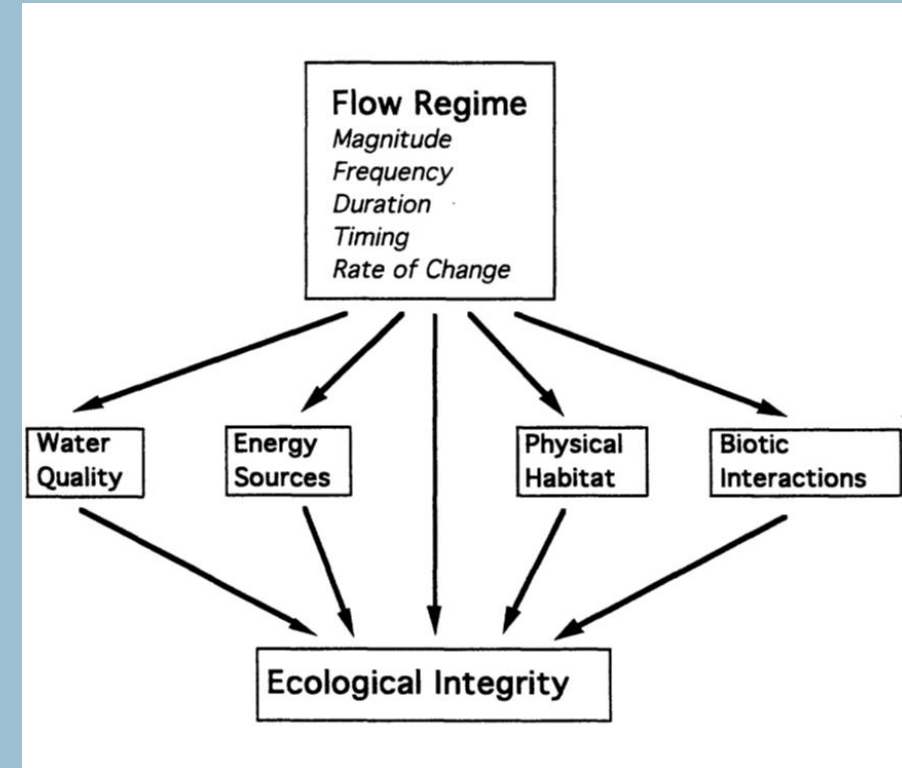 Flow Regime
Magnitude
Frequency
Duration
Timing
Rate of Change
Water
Quality
Energy
Sources
Physical
Habitat
Biotic
Interactions
Ecological Integrity